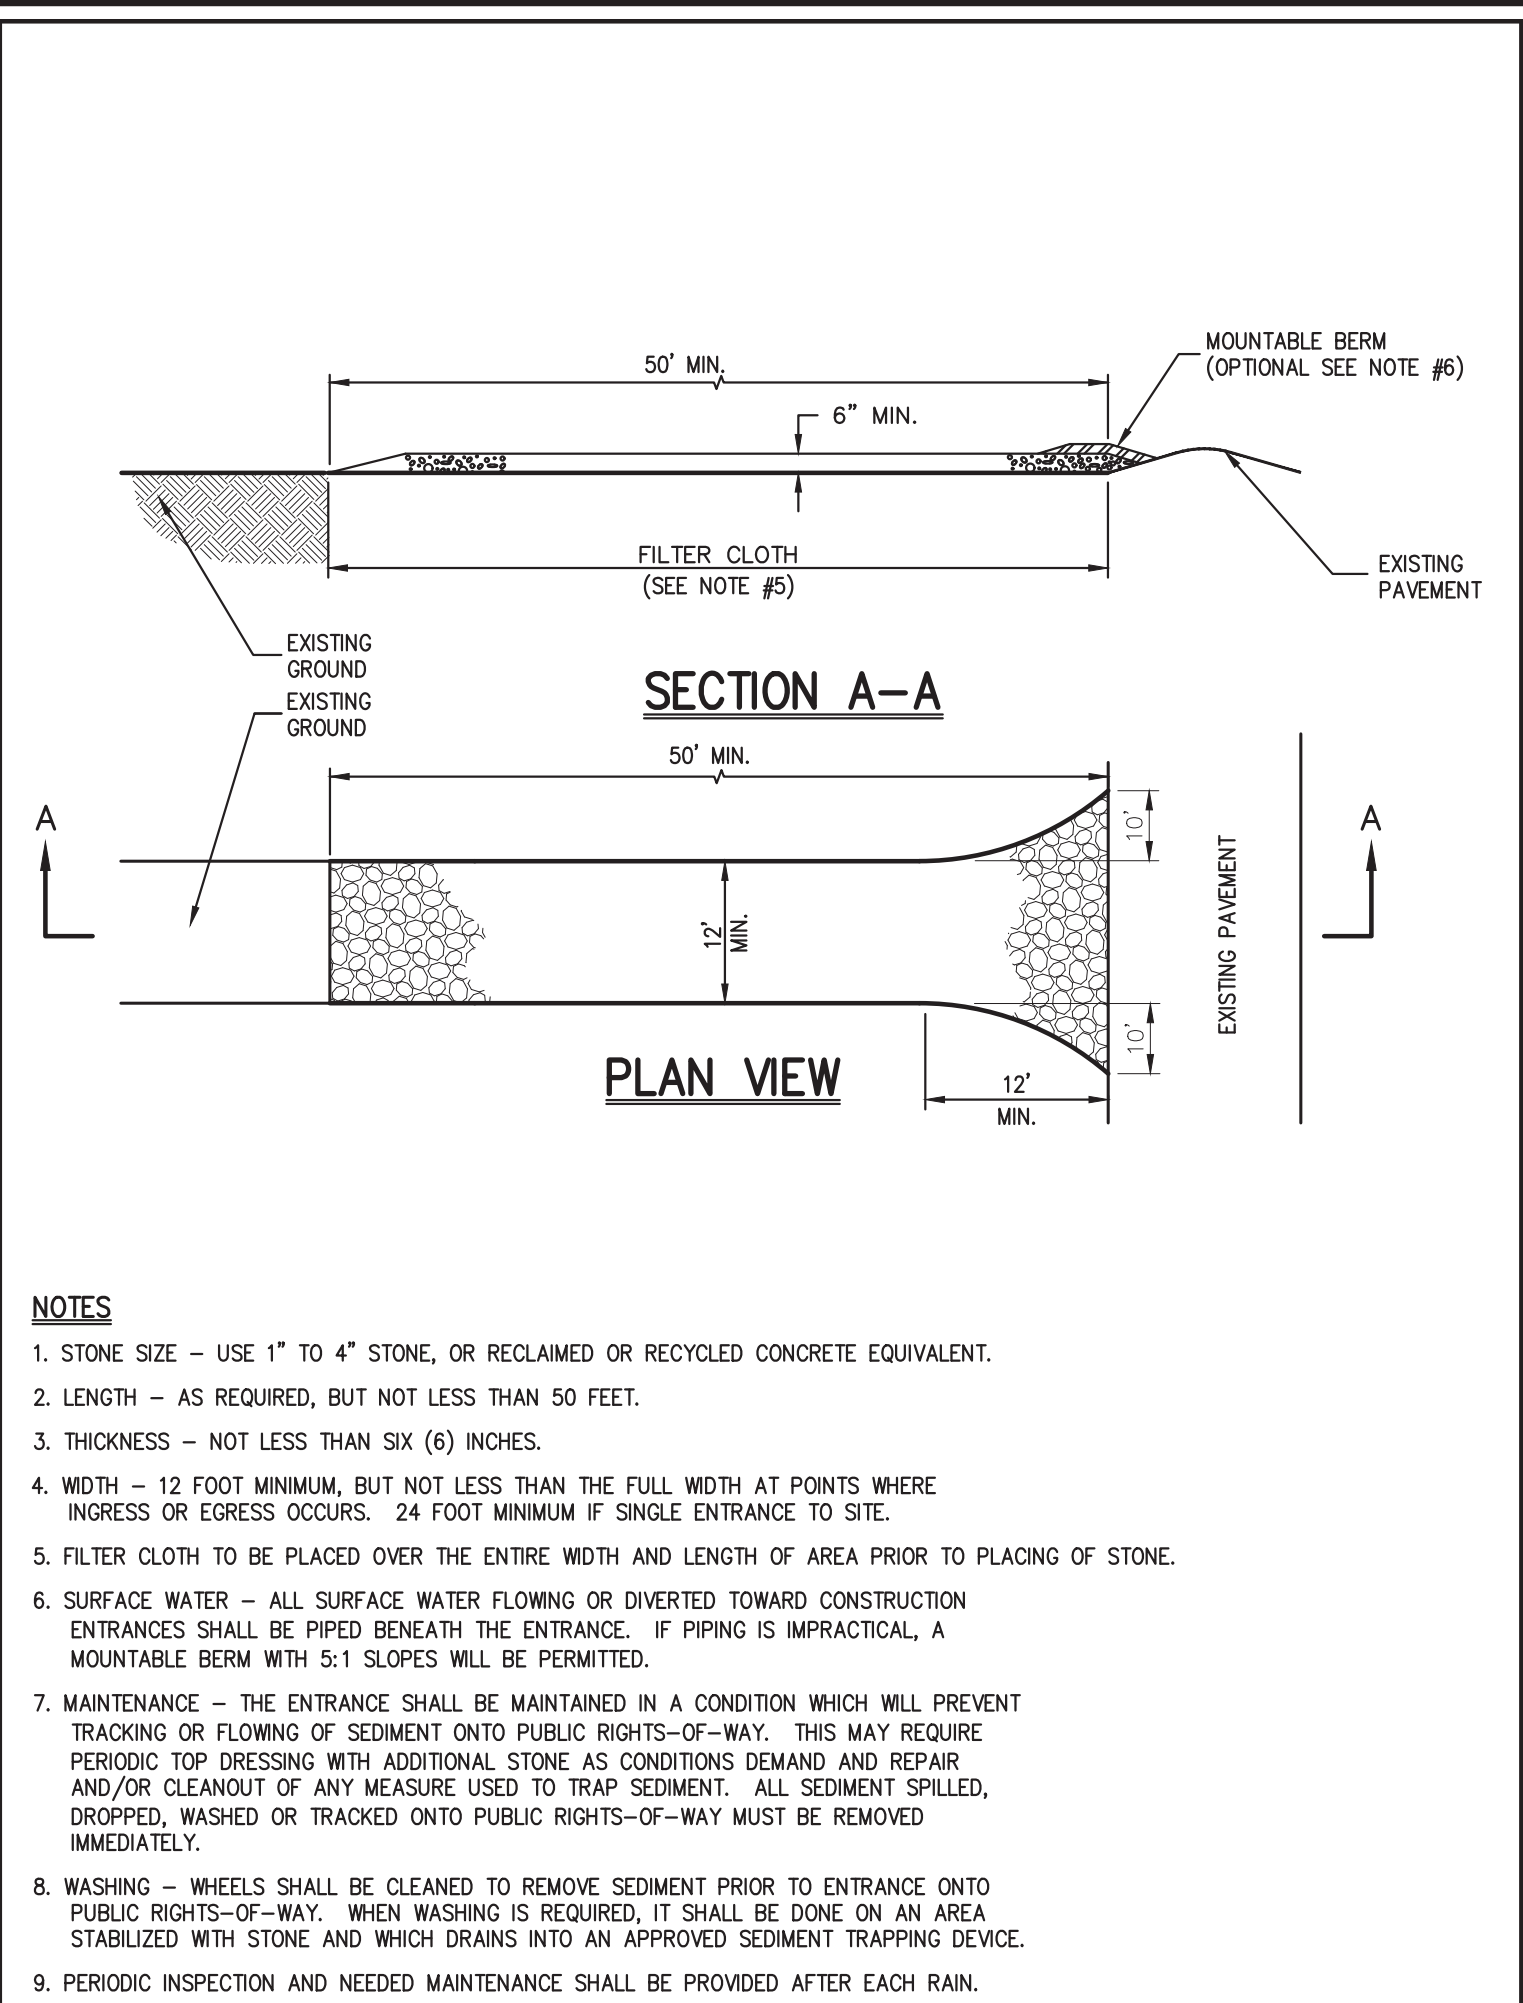 50' MIN.
MOUNTABLE BERM
(OPTIONAL SEE NOTE #6)
6" MIN.
FILTER CLOTH
(SEE NOTE #5)
EXISTING
PAVEMENT
EXISTING
GROUND
SECTION A-A
EXISTING
GROUND
50' MIN.
A
A
10'
12'
MIN.
EXISTING PAVEMENT
10'
PLAN VIEW
12'
MIN.
NOTES
1. STONE SIZE – USE 1" TO 4" STONE, OR RECLAIMED OR RECYCLED CONCRETE EQUIVALENT.
2. LENGTH – AS REQUIRED, BUT NOT LESS THAN 50 FEET.
3. THICKNESS – NOT LESS THAN SIX (6) INCHES.
4. WIDTH – 12 FOOT MINIMUM, BUT NOT LESS THAN THE FULL WIDTH AT POINTS WHERE
INGRESS OR EGRESS OCCURS. 24 FOOT MINIMUM IF SINGLE ENTRANCE TO SITE.
5. FILTER CLOTH TO BE PLACED OVER THE ENTIRE WIDTH AND LENGTH OF AREA PRIOR TO PLACING OF STONE.
6. SURFACE WATER – ALL SURFACE WATER FLOWING OR DIVERTED TOWARD CONSTRUCTION
ENTRANCES SHALL BE PIPED BENEATH THE ENTRANCE. IF PIPING IS IMPRACTICAL, A
MOUNTABLE BERM WITH 5:1 SLOPES WILL BE PERMITTED.
7. MAINTENANCE – THE ENTRANCE SHALL BE MAINTAINED IN A CONDITION WHICH WILL PREVENT
TRACKING OR FLOWING OF SEDIMENT ONTO PUBLIC RIGHTS-OF-WAY. THIS MAY REQUIRE
PERIODIC TOP DRESSING WITH ADDITIONAL STONE AS CONDITIONS DEMAND AND REPAIR
AND/OR CLEANOUT OF ANY MEASURE USED TO TRAP SEDIMENT. ALL SEDIMENT SPILLED,
DROPPED, WASHED OR TRACKED ONTO PUBLIC RIGHTS-OF-WAY MUST BE REMOVED
IMMEDIATELY.
8. WASHING – WHEELS SHALL BE CLEANED TO REMOVE SEDIMENT PRIOR TO ENTRANCE ONTO
PUBLIC RIGHTS-OF-WAY. WHEN WASHING IS REQUIRED, IT SHALL BE DONE ON AN AREA
STABILIZED WITH STONE AND WHICH DRAINS INTO AN APPROVED SEDIMENT TRAPPING DEVICE.
9. PERIODIC INSPECTION AND NEEDED MAINTENANCE SHALL BE PROVIDED AFTER EACH RAIN.